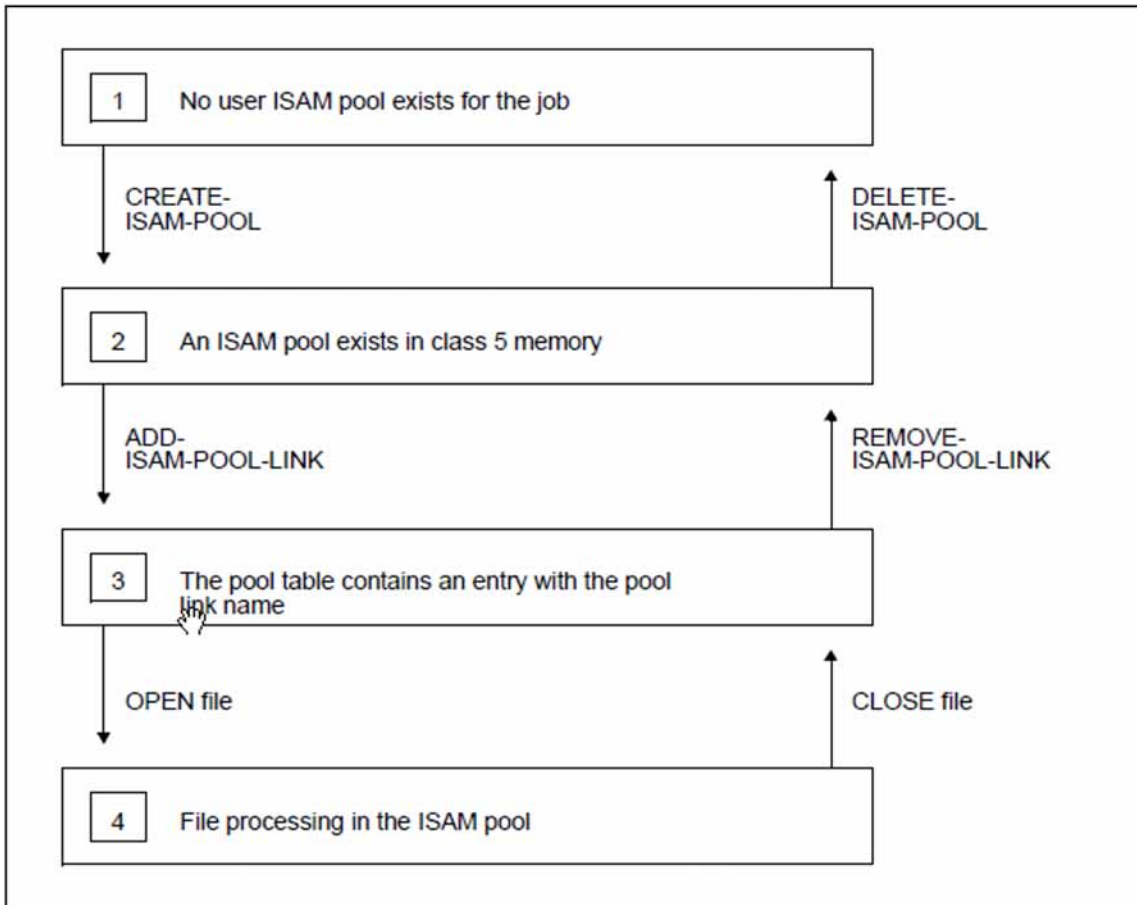 1 No user ISAM pool exists for the job
CREATE-
ISAM-POOL
DELETE-
ISAM-POOL
2 An ISAM pool exists in class 5 memory
ADD-
ISAM-POOL-LINK
REMOVE-
ISAM-POOL-LINK
3 The pool table contains an entry with the pool
link name
OPEN file
CLOSE file
4 File processing in the ISAM pool